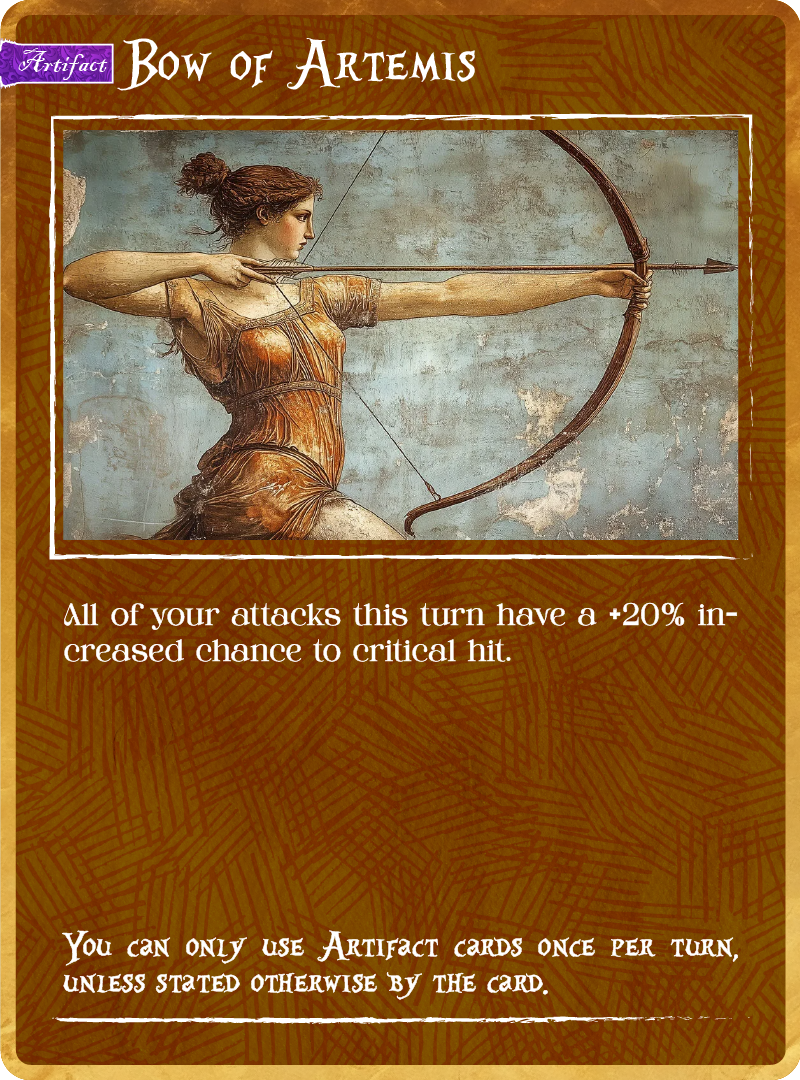 Artifact
Bow of Artemis
All of your attacks this turn have a +20% in-
creased chance to critical hit.
You can only use Artifact cards once per turn,
unless stated otherwise by the card.